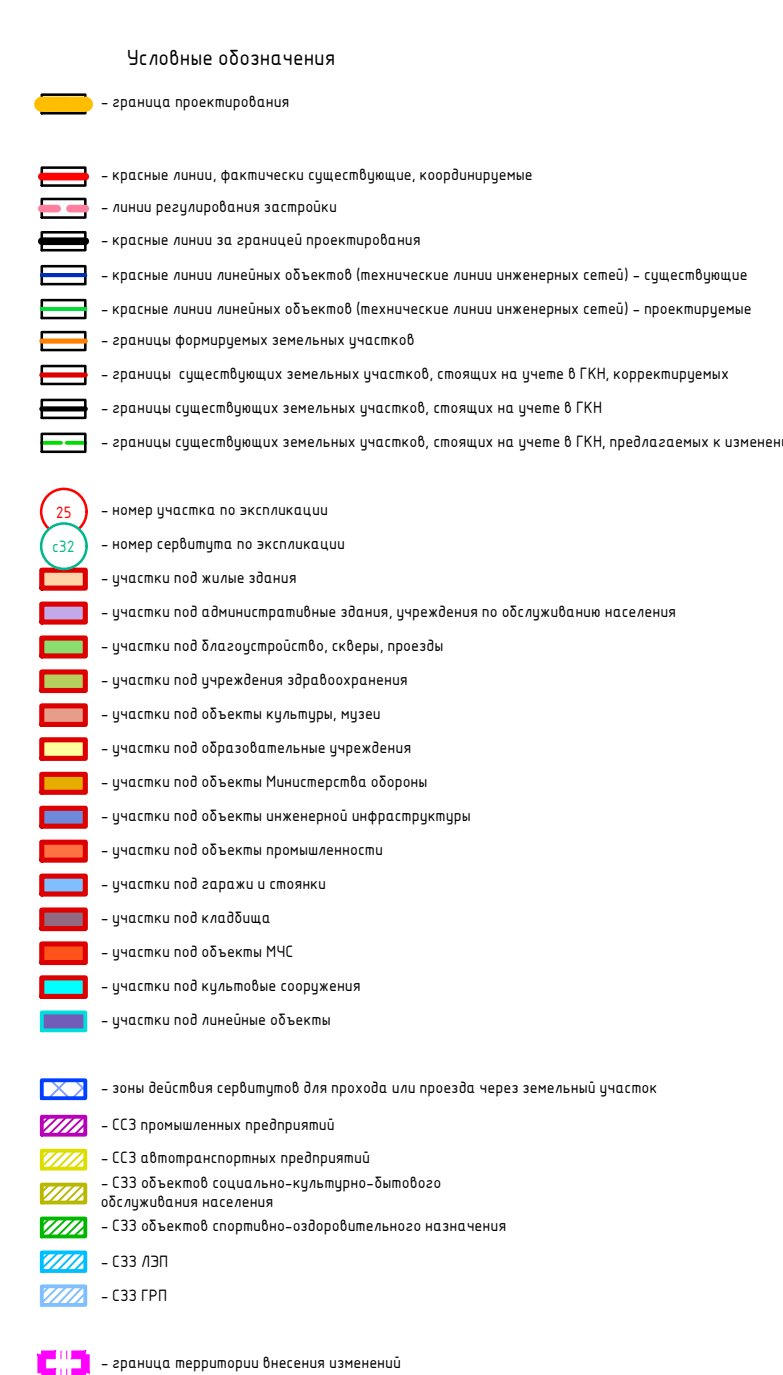 Условные обозначения
- граница проектирования
- красные линии, фактически существующие, координируемые
- линии регулирования застройки
- красные линии за границей проектирования
- красные линии линейных объектов (технические линии инженерных сетей) - существующие
- красные линии линейных объектов (технические линии инженерных сетей) - проектируемые
- границы формируемых земельных участков
- границы существующих земельных участков, стоящих на учете в ГКН, корректируемых
- границы существующих земельных участков, стоящих на учете в ГКН
- границы существующих земельных участков, стоящих на учете в ГКН, предлагаемых к
25 - номер участка по экспликации
с32 - номер сервитута по экспликации
- участки под жилые здания
- участки под административные здания, учреждения по обслуживанию населения
- участки под благоустройство, скверы, проезды
- участки под учреждения здравоохранения
- участки под объекты культуры, музеи
- участки под образовательные учреждения
- участки под объекты Министерства обороны
- участки под объекты инженерной инфраструктуры
- участки под объекты промышленности
- участки под гаражи и стоянки
- участки под кладбища
- участки под объекты МЧС
- участки под культовые сооружения
- участки под линейные объекты
- зоны действия сервитутов для прохода или проезда через земельный участок
- ССЗ промышленных предприятий
- ССЗ автотранспортных предприятий
- СЗЗ объектов социально-культурно-бытового
обслуживания населения
- СЗЗ объектов спортивно-оздоровительного назначения
- СЗЗ ЛЭП
- СЗЗ ГРП
- граница территории внесения изменений